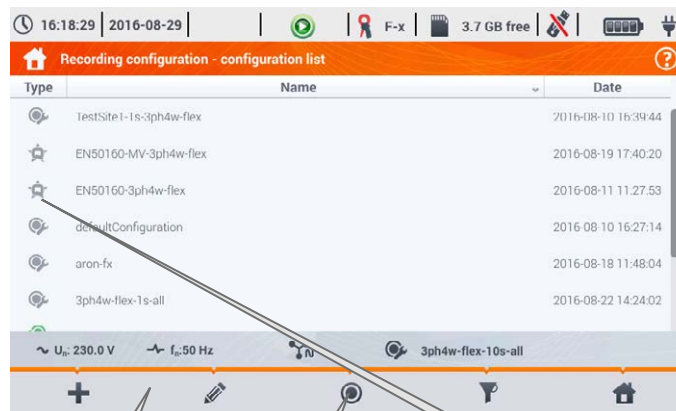 16:18:29 2016-08-29 F-x 3.7 GB free
Recording configuration - configuration list ?
Type Name Date
TestSite1-1s-3ph4w-flex 2016-08-10 16:39:44
EN50160-MV-3ph4w-flex 2016-08-19 17:40:20
EN50160-3ph4w-flex 2016-08-11 11:27:53
defaultConfiguration 2016-08-10 16:27:14
aron-fx 2016-08-18 11:48:04
3ph4w-flex-1s-all 2016-08-22 14:24:02
Un: 230.0 V fn:50 Hz N 3ph4w-flex-10s-all